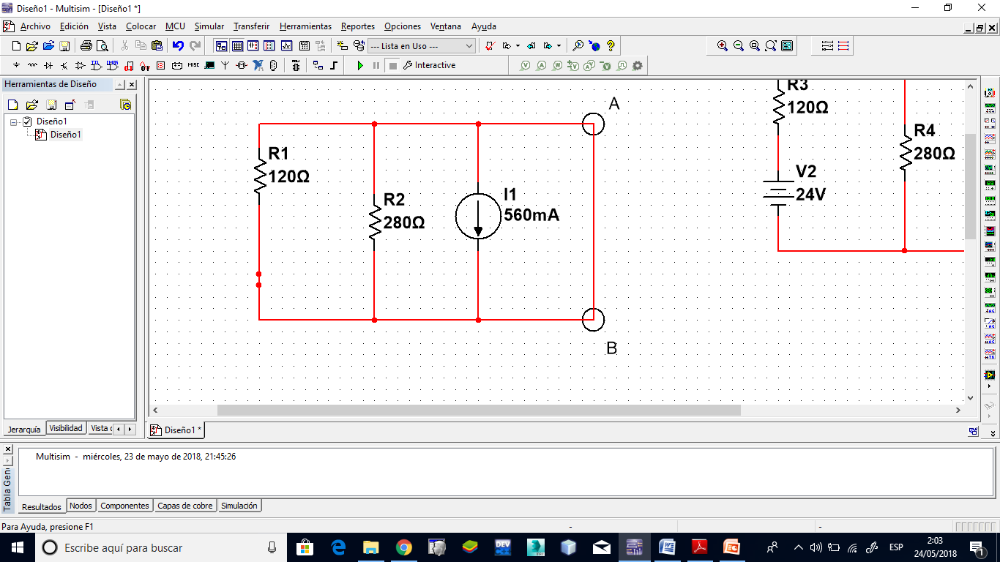 Diseño1 - Multisim - [Diseño1 *]
Archivo Edición Vista Colocar MCU Simular Transferir Herramientas Reportes Opciones Ventana Ayuda
--- Lista en Uso ---
Interactive
Herramientas de Diseño
Diseño1
Diseño1
Jerarquía Visibilidad Vista
A
R1
120Ω
R2
280Ω
I1
560mA
B
R3
120Ω
R4
280Ω
V2
24V
Diseño1 *
Multisim - miércoles, 23 de mayo de 2018, 21:45:26
Tabla Gen
Resultados Nodos Componentes Capas de cobre Simulación
Para Ayuda, presione F1
- -
Escribe aquí para buscar
DEV
ESP
2:03
24/05/2018
1